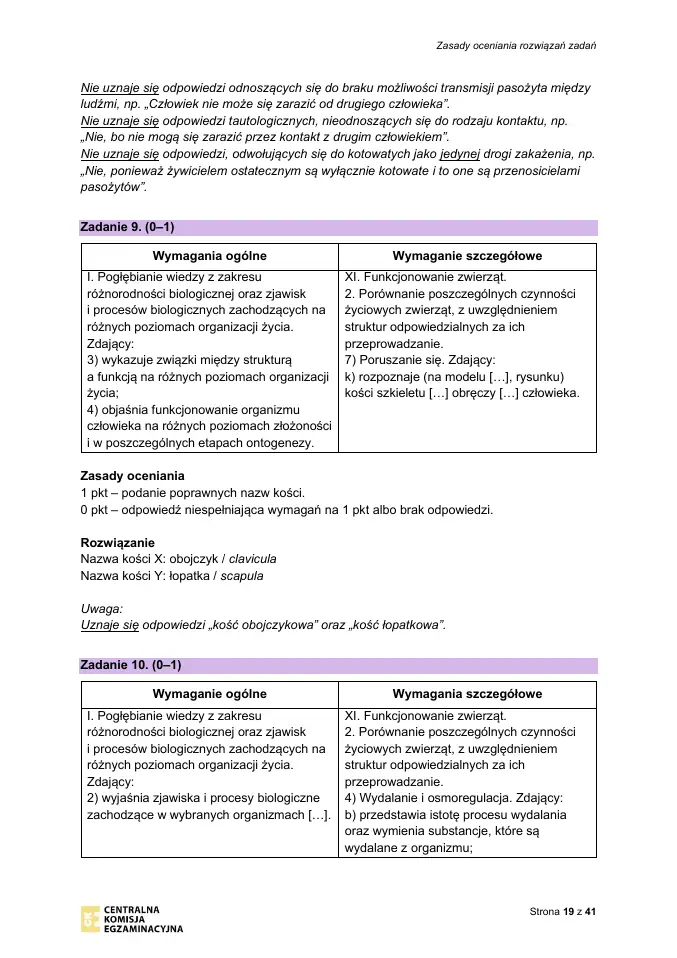 Zasady oceniania rozwiązań zadań
Nie uznaje się odpowiedzi odnoszących się do braku możliwości transmisji pasożyta między
ludźmi, np. „Człowiek nie może się zarazić od drugiego człowieka”.
Nie uznaje się odpowiedzi tautologicznych, nieodnoszących się do rodzaju kontaktu, np.
„Nie, bo nie mogą się zarazić przez kontakt z drugim człowiekiem”.
Nie uznaje się odpowiedzi, odwołujących się do kotowatych jako jedynej drogi zakażenia, np.
„Nie, ponieważ żywicielem ostatecznym są wyłącznie kotowate i to one są przenosicielami
pasożytów”.
Zadanie 9. (0–1)
Wymagania ogólne
I. Pogłębianie wiedzy z zakresu
różnorodności biologicznej oraz zjawisk
i procesów biologicznych zachodzących na
różnych poziomach organizacji życia.
Zdający:
3) wykazuje związki między strukturą
a funkcją na różnych poziomach organizacji
życia;
4) objaśnia funkcjonowanie organizmu
człowieka na różnych poziomach złożoności
i w poszczególnych etapach ontogenezy.
Wymaganie szczegółowe
XI. Funkcjonowanie zwierząt.
2. Porównanie poszczególnych czynności
życiowych zwierząt, z uwzględnieniem
struktur odpowiedzialnych za ich
przeprowadzanie.
7) Poruszanie się. Zdający:
k) rozpoznaje (na modelu […], rysunku)
kości szkieletu […] obręczy […] człowieka.
Zasady oceniania
1 pkt – podanie poprawnych nazw kości.
0 pkt – odpowiedź niespełniająca wymagań na 1 pkt albo brak odpowiedzi.
Rozwiązanie
Nazwa kości X: obojczyk / clavicula
Nazwa kości Y: łopatka / scapula
Uwaga:
Uznaje się odpowiedzi „kość obojczykowa” oraz „kość łopatkowa”.
Zadanie 10. (0–1)
Wymaganie ogólne
I. Pogłębianie wiedzy z zakresu
różnorodności biologicznej oraz zjawisk
i procesów biologicznych zachodzących na
różnych poziomach organizacji życia.
Zdający:
2) wyjaśnia zjawiska i procesy biologiczne
zachodzące w wybranych organizmach […].
Wymagania szczegółowe
XI. Funkcjonowanie zwierząt.
2. Porównanie poszczególnych czynności
życiowych zwierząt, z uwzględnieniem
struktur odpowiedzialnych za ich
przeprowadzanie.
4) Wydalanie i osmoregulacja. Zdający:
b) przedstawia istotę procesu wydalania
oraz wymienia substancje, które są
wydalane z organizmu;
CKE
CENTRALNA
KOMISJA
EGZAMINACYJNA
Strona 19 z 41